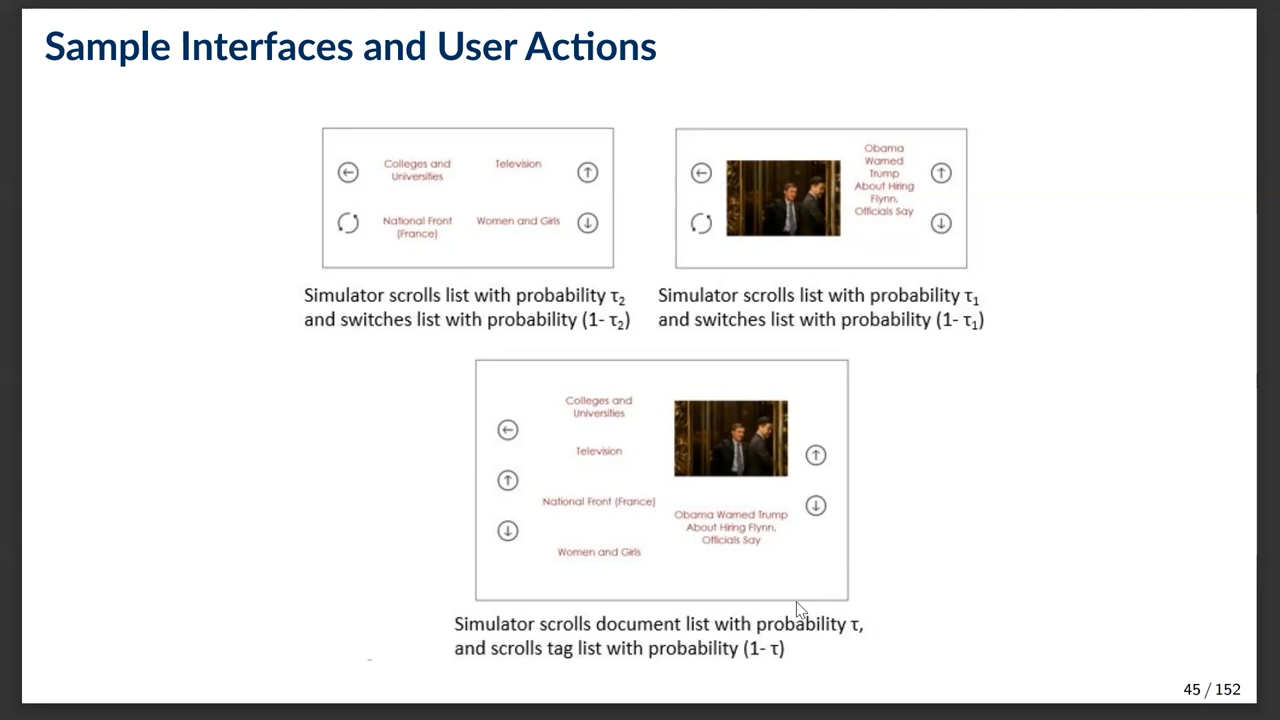 Sample Interfaces and User Actions
Colleges and
Universities
Television
National Front
(France)
Women and Girls
Obama
Warned
Trump
About Hiring
Flynn,
Officials Say
Simulator scrolls list with probability τ₂
and switches list with probability (1- τ₂)
Simulator scrolls list with probability τ₁
and switches list with probability (1- τ₁)
Colleges and
Universities
Television
National Front (France)
Women and Girls
Obama Warned Trump
About Hiring Flynn,
Officials Say
Simulator scrolls document list with probability τ,
and scrolls tag list with probability (1- τ)
45 / 152